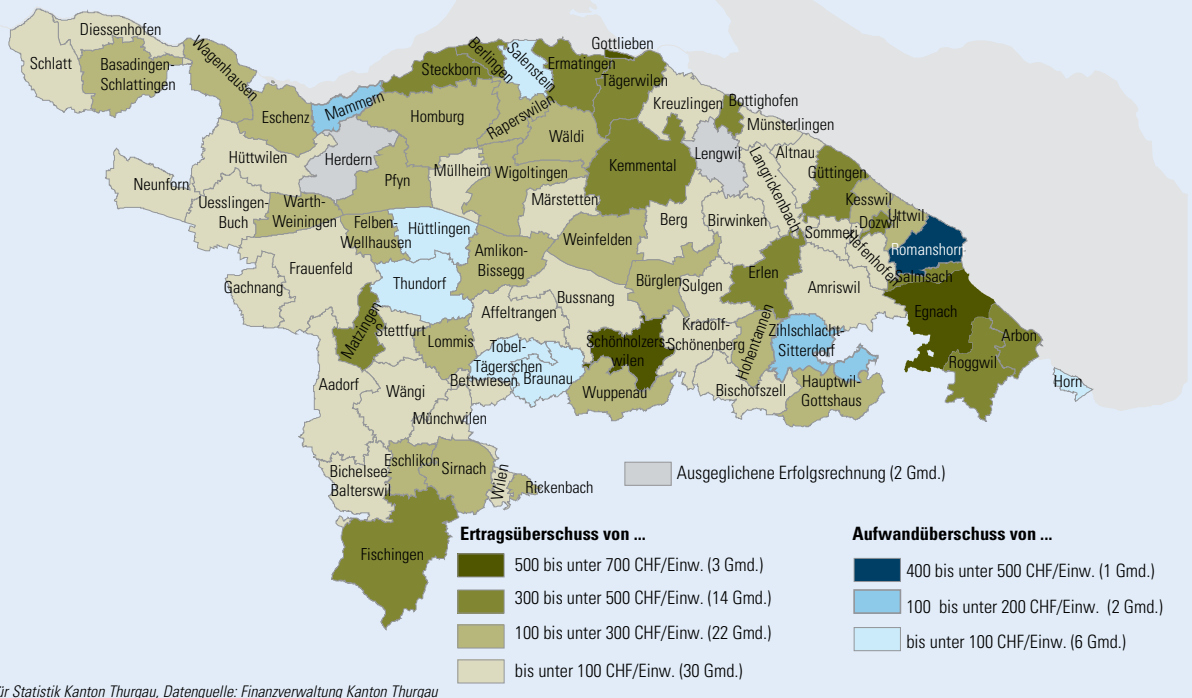 Diessenhofen
Schlatt
Basadingen-
Schlattingen
Wagenhausen
Eschenz
Mammern
Steckborn
Berlingen
Salenstein
Ermatingen
Gottlieben
Tägerwilen
Kreuzlingen
Bottighofen
Münsterlingen
Homburg
Raperswilen
Wäldi
Kemmental
Lengwil
Langrickenbach
Altnau
Güttingen
Kesswil
Uttwil
Dozwil
Romanshorn
Hüttwilen
Herdern
Neunforn
Uesslingen-
Buch
Warth-
Weiningen
Pfyn
Müllheim
Wigoltingen
Märstetten
Felben-
Wellhausen
Hüttlingen
Amlikon-
Bissegg
Weinfelden
Berg
Birwinken
Sommeri
Hefenhofen
Salmsach
Frauenfeld
Gachnang
Thundorf
Bussnang
Bürglen
Sulgen
Erlen
Amriswil
Egnach
Arbon
Roggwil
Horn
Matzingen
Stettfurt
Lommis
Affeltrangen
Schönholzers-
wilen
Kradolf-
Schönenberg
Hohentannen
Zihlschlacht-
Sitterdorf
Tobel-
Tägerschen
Bettwiesen
Braunau
Wuppenau
Bischofszell
Hauptwil-
Gottshaus
Aadorf
Wängi
Münchwilen
Bichelsee-
Balterswil
Eschlikon
Sirnach
Wilen
Rickenbach
Fischingen
Ausgeglichene Erfolgsrechnung (2 Gmd.)
Ertragsüberschuss von ...
500 bis unter 700 CHF/Einw. (3 Gmd.)
300 bis unter 500 CHF/Einw. (14 Gmd.)
100 bis unter 300 CHF/Einw. (22 Gmd.)
bis unter 100 CHF/Einw. (30 Gmd.)
Aufwandüberschuss von ...
400 bis unter 500 CHF/Einw. (1 Gmd.)
100 bis unter 200 CHF/Einw. (2 Gmd.)
bis unter 100 CHF/Einw. (6 Gmd.)
ür Statistik Kanton Thurgau, Datenquelle: Finanzverwaltung Kanton Thurgau